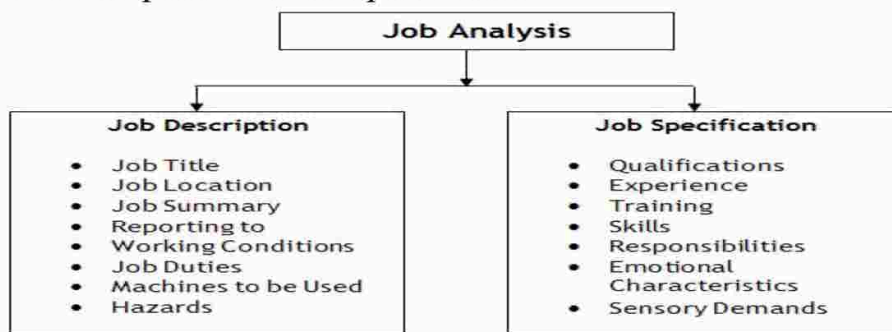 Job Analysis
Job Description
• Job Title
• Job Location
• Job Summary
• Reporting to
• Working Conditions
• Job Duties
• Machines to be Used
• Hazards
Job Specification
• Qualifications
• Experience
• Training
• Skills
• Responsibilities
• Emotional
Characteristics
• Sensory Demands